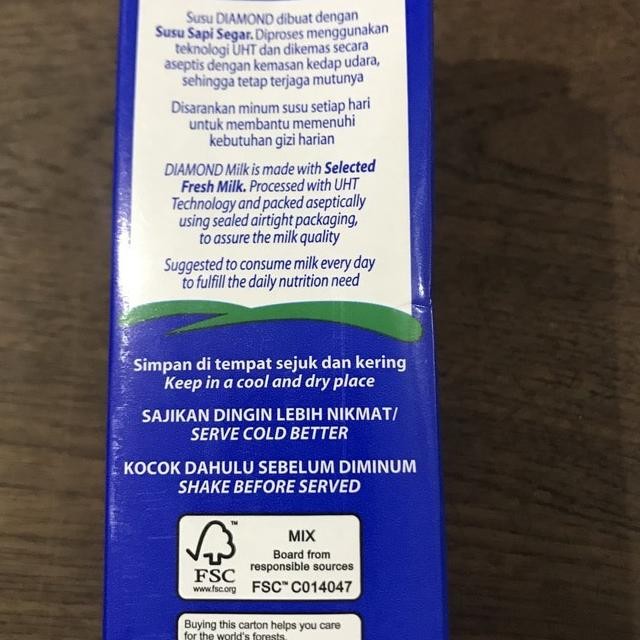 Susu DIAMOND dibuat dengan
Susu Sapi Segar. Diproses menggunakan
teknologi UHT dan dikemas secara
aseptis dengan kemasan kedap udara,
sehingga tetap terjaga mutunya
Disarankan minum susu setiap hari
untuk membantu memenuhi
kebutuhan gizi harian
DIAMOND Milk is made with Selected
Fresh Milk. Processed with UHT
Technology and packed aseptically
using sealed airtight packaging,
to assure the milk quality
Suggested to consume milk every day
to fulfill the daily nutrition need
Simpan di tempat sejuk dan kering
Keep in a cool and dry place
SAJIKAN DINGIN LEBIH NIKMAT/
SERVE COLD BETTER
KOCOK DAHULU SEBELUM DIMINUM
SHAKE BEFORE SERVED
TM
FSC
www.fsc.org
MIX
Board from
responsible sources
FSC™ C014047
Buying this carton helps you care
for the world's forests.